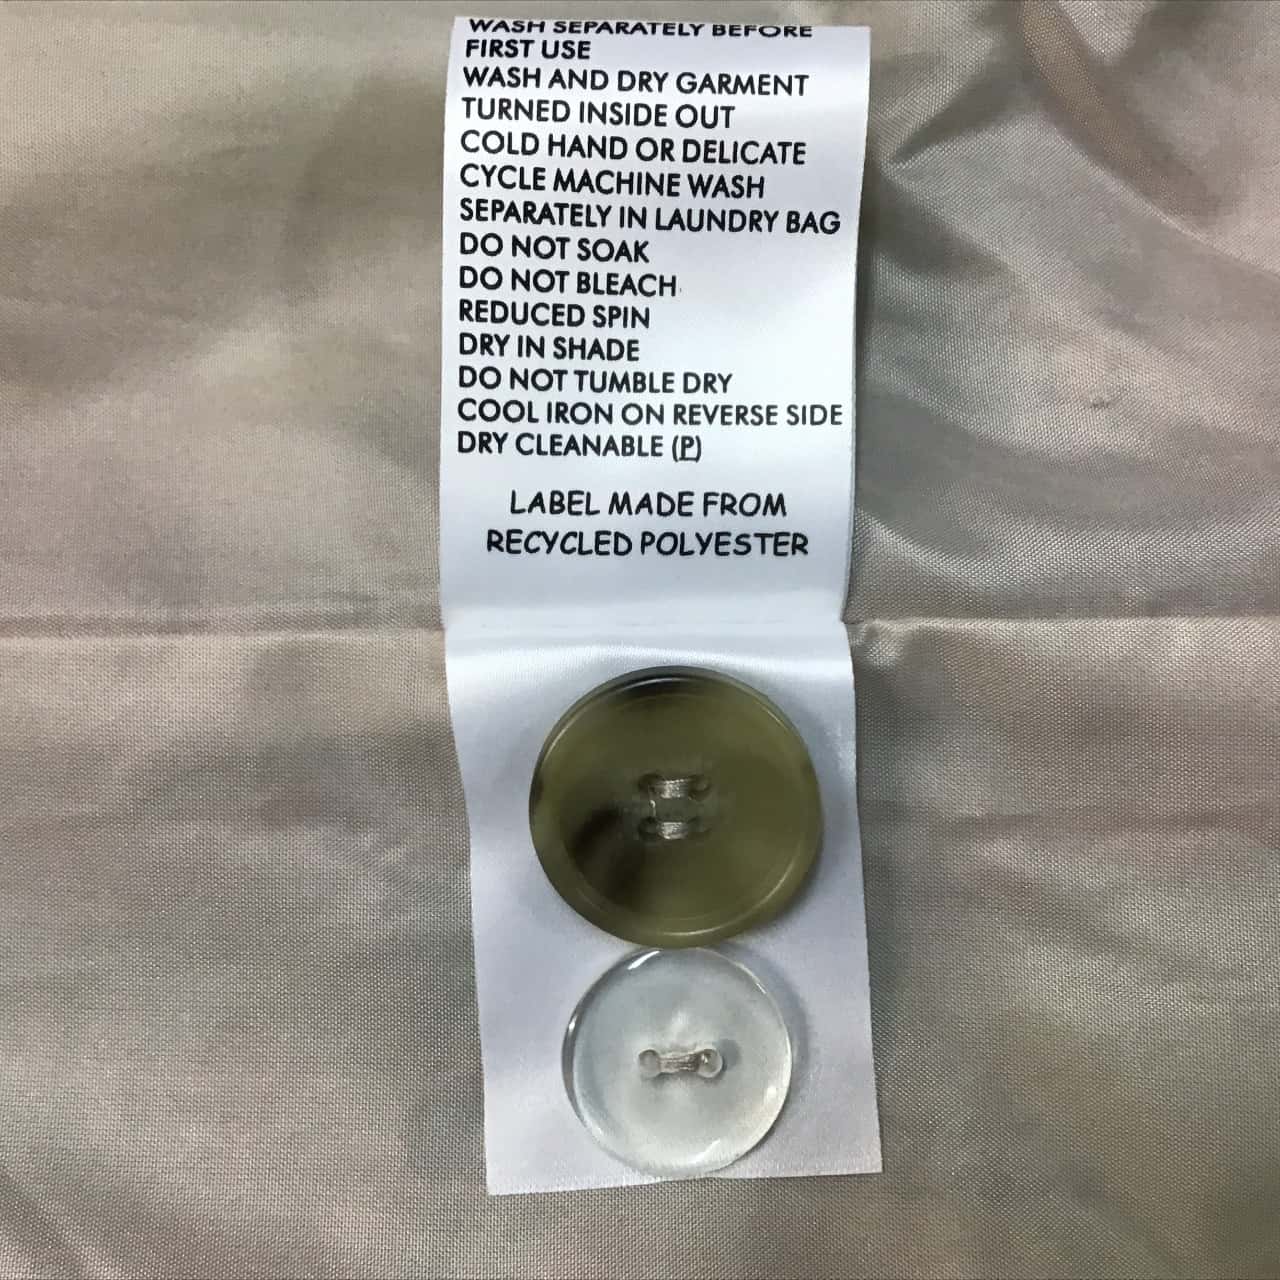 WASH SEPARATELY BEFORE
FIRST USE
WASH AND DRY GARMENT
TURNED INSIDE OUT
COLD HAND OR DELICATE
CYCLE MACHINE WASH
SEPARATELY IN LAUNDRY BAG
DO NOT SOAK
DO NOT BLEACH
REDUCED SPIN
DRY IN SHADE
DO NOT TUMBLE DRY
COOL IRON ON REVERSE SIDE
DRY CLEANABLE (P)
LABEL MADE FROM
RECYCLED POLYESTER